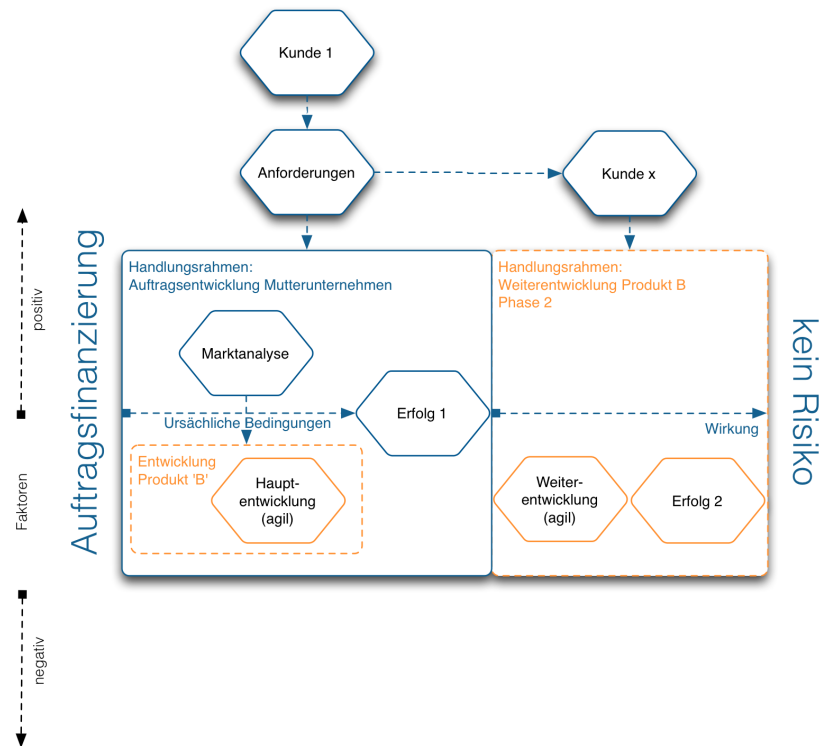 Kunde 1
Anforderungen
Kunde x
positiv
Faktoren
negativ
Auftragsfinanzierung
Handlungsrahmen:
Auftragsentwicklung Mutterunternehmen
Marktanalyse
Ursächliche Bedingungen
Erfolg 1
Entwicklung
Produkt 'B'
Haupt-
entwicklung
(agil)
Handlungsrahmen:
Weiterentwicklung Produkt B
Phase 2
Wirkung
Weiter-
entwicklung
(agil)
Erfolg 2
kein Risiko